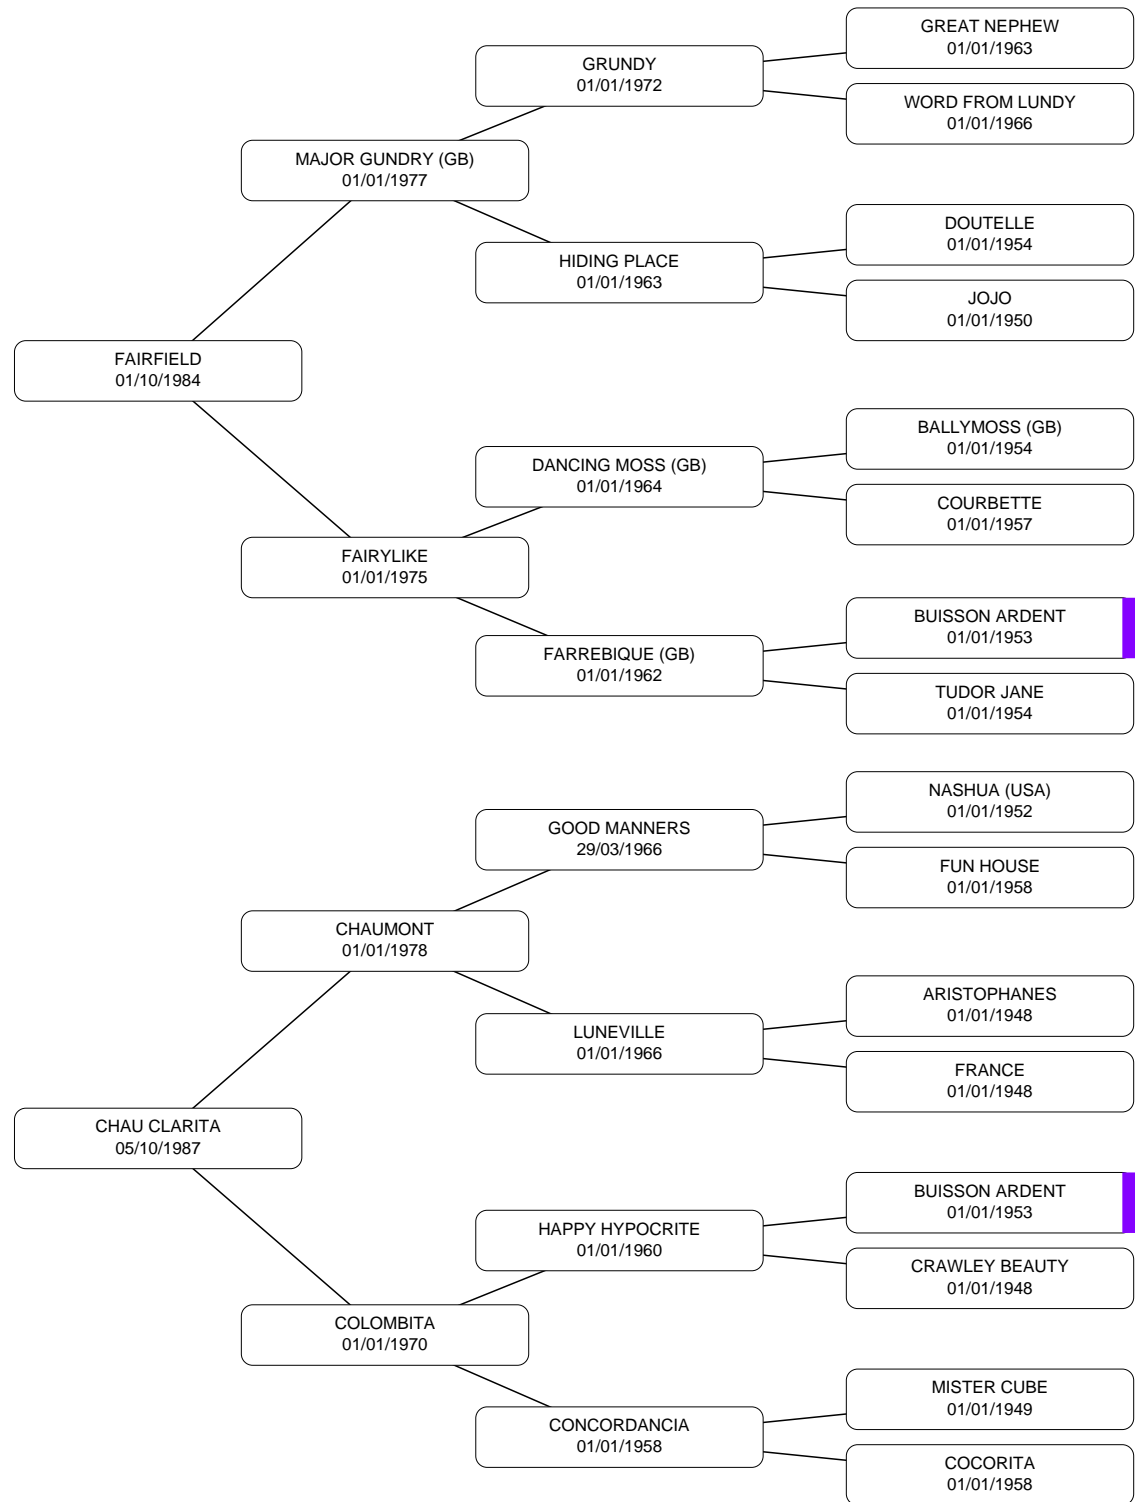 GREAT NEPHEW
01/01/1963
GRUNDY
01/01/1972
WORD FROM LUNDY
01/01/1966
MAJOR GUNDRY (GB)
01/01/1977
DOUTELLE
01/01/1954
HIDING PLACE
01/01/1963
JOJO
01/01/1950
FAIRFIELD
01/10/1984
BALLYMOSS (GB)
01/01/1954
DANCING MOSS (GB)
01/01/1964
COURBETTE
01/01/1957
FAIRYLIKE
01/01/1975
BUISSON ARDENT
01/01/1953
FARREBIQUE (GB)
01/01/1962
TUDOR JANE
01/01/1954
NASHUA (USA)
01/01/1952
GOOD MANNERS
29/03/1966
FUN HOUSE
01/01/1958
CHAUMONT
01/01/1978
ARISTOPHANES
01/01/1948
LUNEVILLE
01/01/1966
FRANCE
01/01/1948
CHAU CLARITA
05/10/1987
BUISSON ARDENT
01/01/1953
HAPPY HYPOCRITE
01/01/1960
CRAWLEY BEAUTY
01/01/1948
COLOMBITA
01/01/1970
MISTER CUBE
01/01/1949
CONCORDANCIA
01/01/1958
COCORITA
01/01/1958